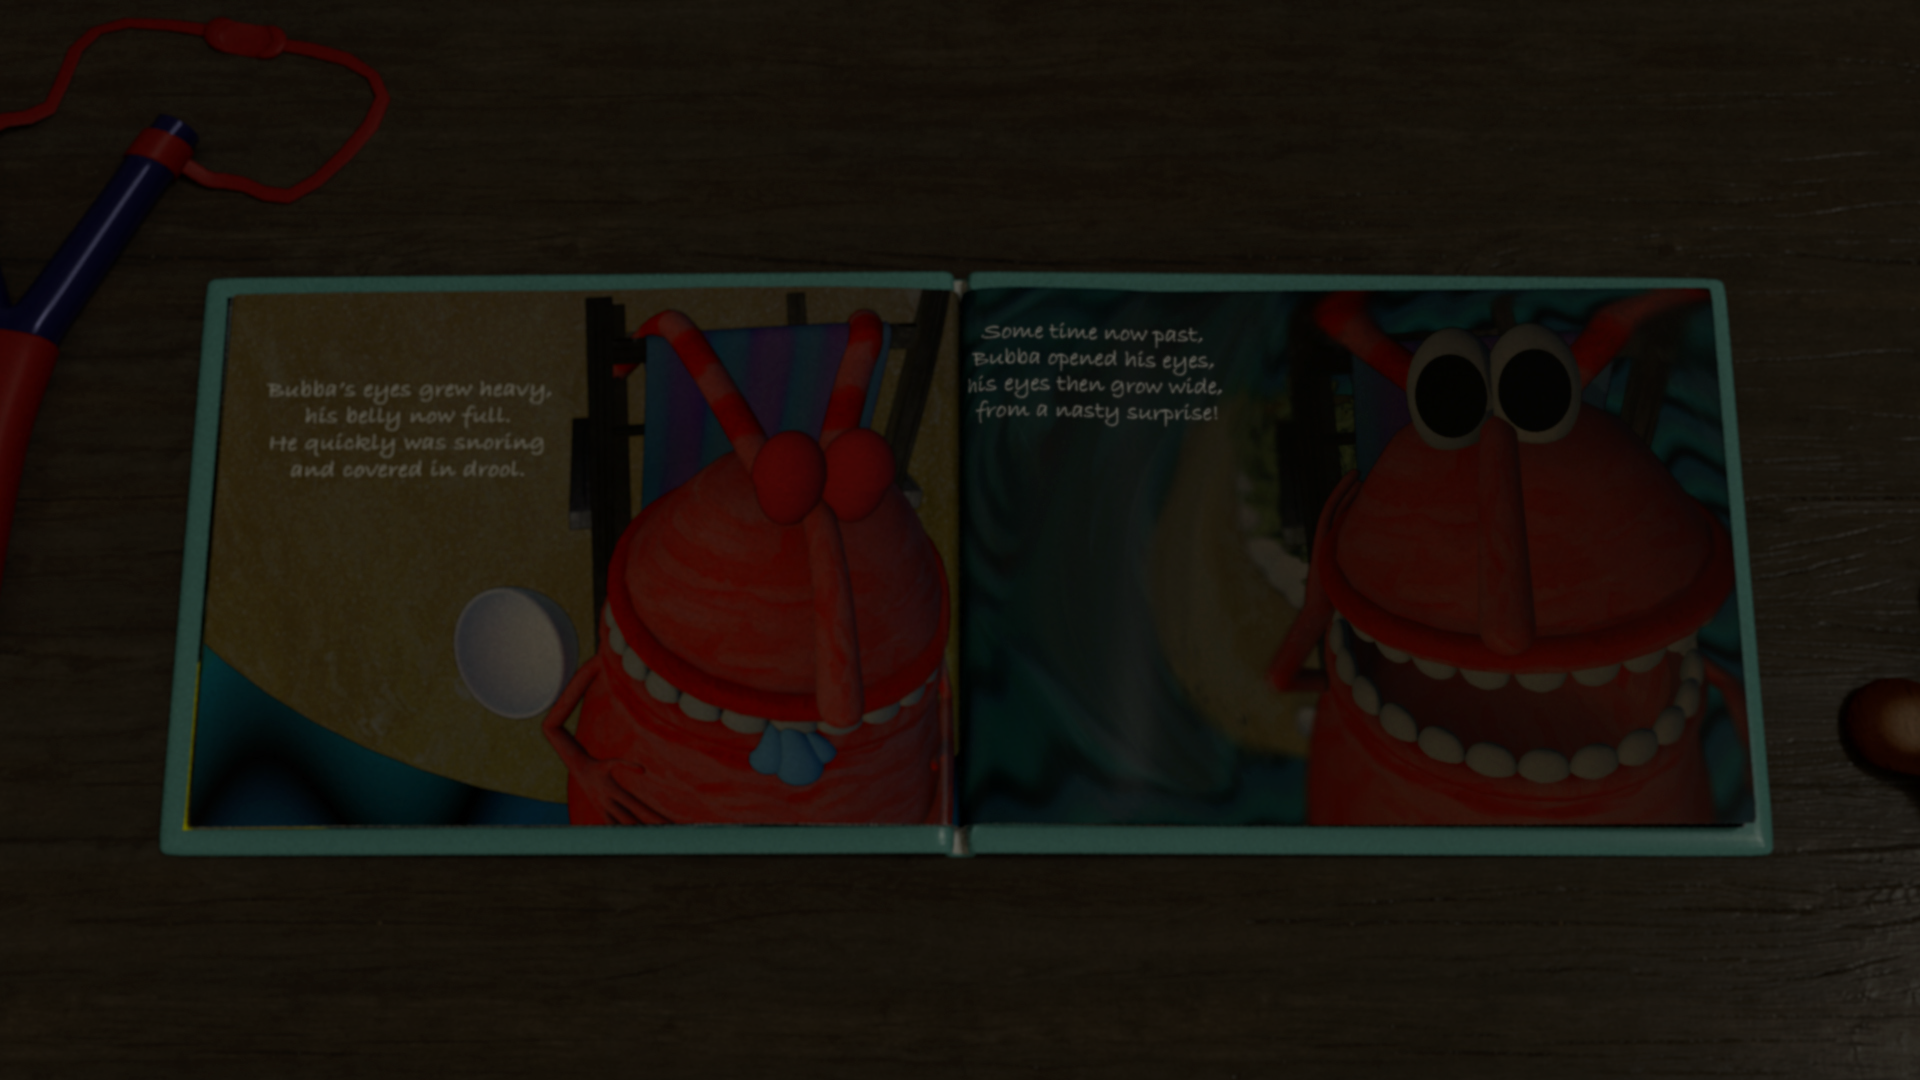 Bubba's eyes grew heavy,
his belly now full.
He quickly was snoring
and covered in drool.
Some time now past,
Bubba opened his eyes,
his eyes then grow wide,
from a nasty surprise!